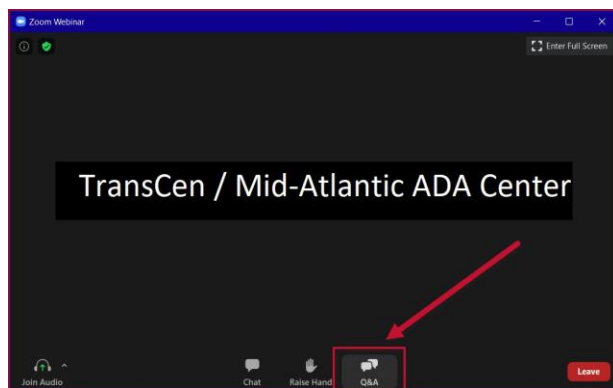 Zoom Webinar
Enter Full Screen
TransCen / Mid-Atlantic ADA Center
Join Audio
Chat
Raise Hand
Q&A
Leave